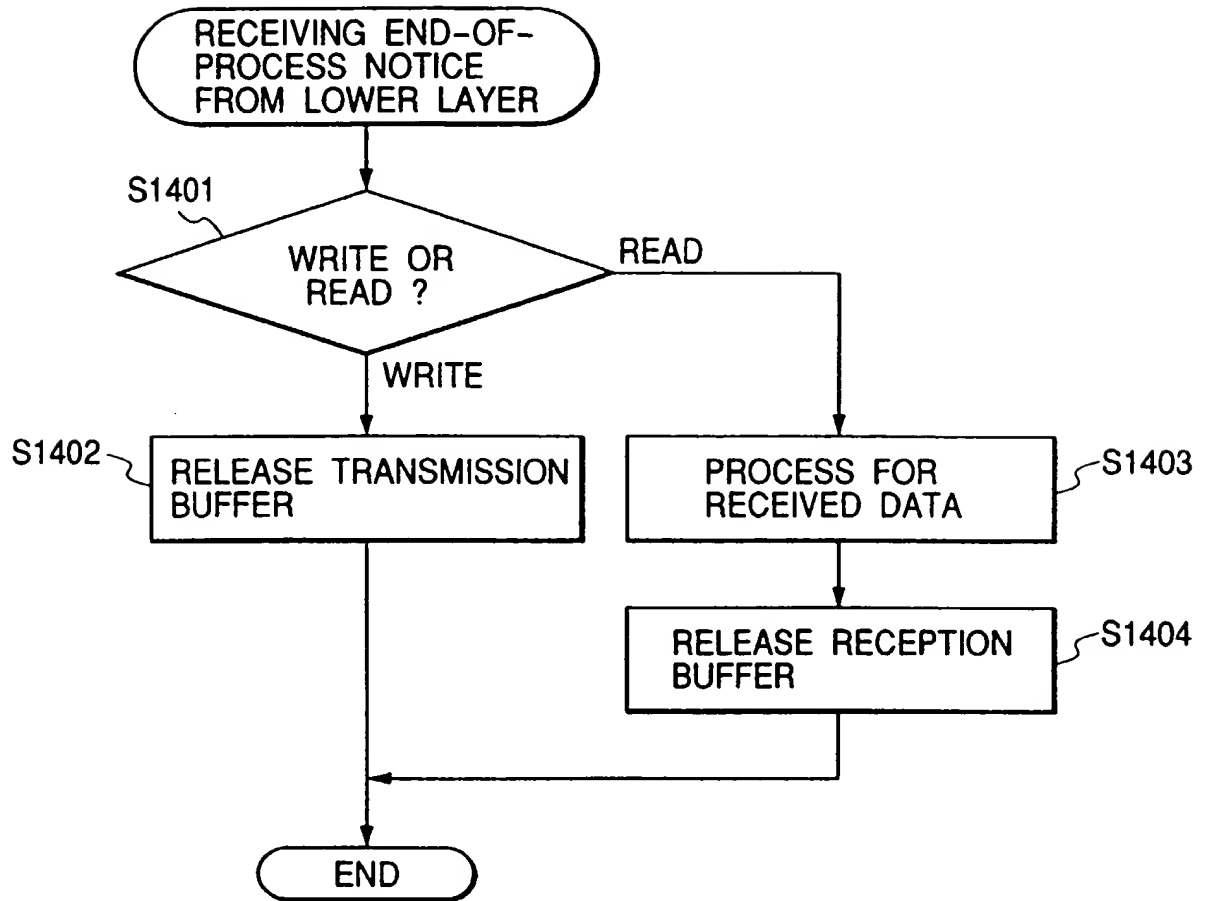 RECEIVING END-OF-
PROCESS NOTICE
FROM LOWER LAYER
S1401
WRITE OR
READ ?
READ
WRITE
S1402
RELEASE TRANSMISSION
BUFFER
PROCESS FOR
RECEIVED DATA
S1403
RELEASE RECEPTION
BUFFER
S1404
END